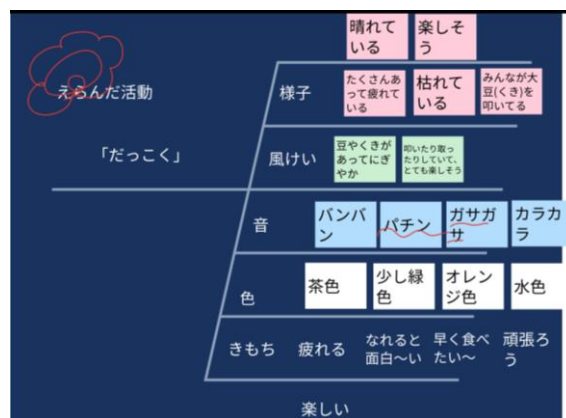 晴れて
いる
楽しそ
う
えらんだ活動
様子
たくさんあ
って疲れて
いる
枯れて
いる
みんなが大
豆(くき)を
叩いてる
「だっこく」
風けい
豆やくきが
あってにぎ
やか
叩いたり取っ
たりしていて、
とても楽しそう
音
バンバ
ン
パチン
ガサガ
サ
カラカ
ラ
色
茶色
少し緑
色
オレン
ジ色
水色
きもち
疲れる
なれると
面白〜い
早く食べ
たい〜
頑張ろ
う
楽しい